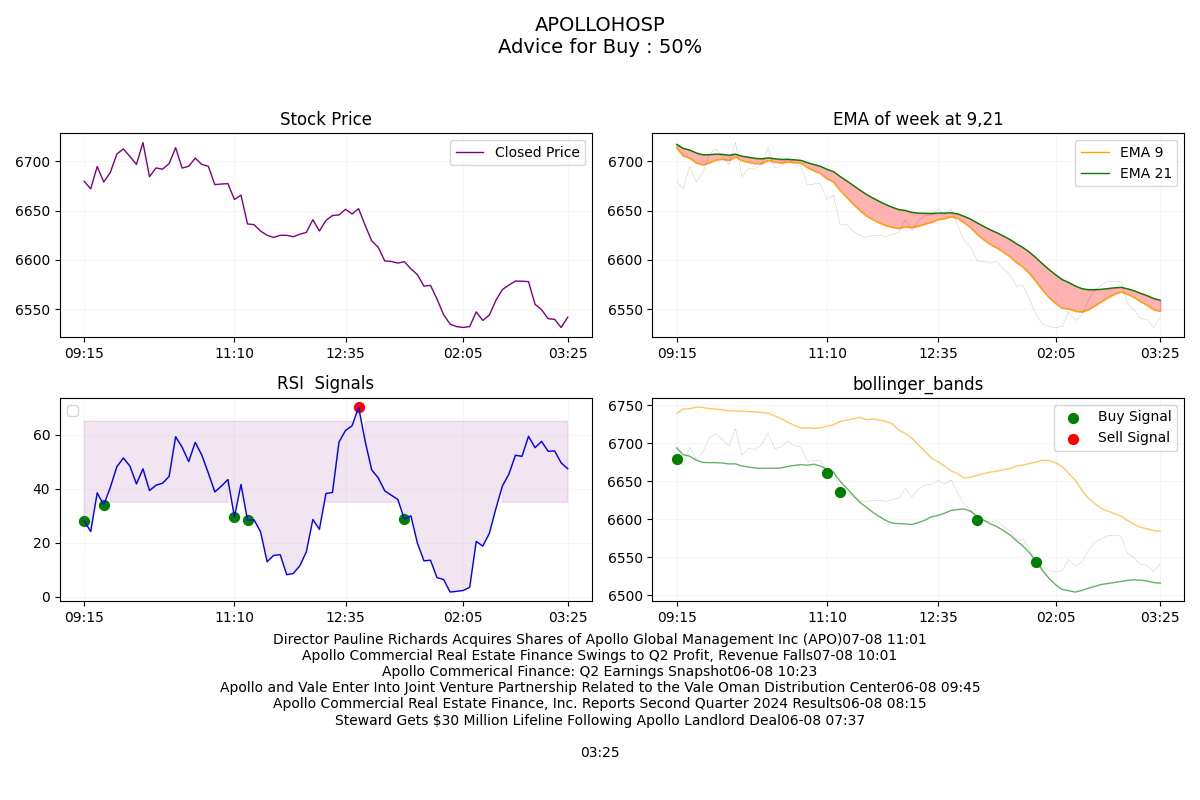 APOLLOHOSP
Advice for Buy : 50%
Stock Price
Closed Price
6700
6650
6600
6550
09:15 11:10 12:35 02:05 03:25
EMA of week at 9,21
EMA 9
EMA 21
6700
6650
6600
6550
09:15 11:10 12:35 02:05 03:25
RSI  Signals
60
40
20
0
09:15 11:10 12:35 02:05 03:25
bollinger_bands
Buy Signal
Sell Signal
6750
6700
6650
6600
6550
6500
09:15 11:10 12:35 02:05 03:25
Director Pauline Richards Acquires Shares of Apollo Global Management Inc (APO)07-08 11:01
Apollo Commercial Real Estate Finance Swings to Q2 Profit, Revenue Falls07-08 10:01
Apollo Commerical Finance: Q2 Earnings Snapshot06-08 10:23
Apollo and Vale Enter Into Joint Venture Partnership Related to the Vale Oman Distribution Center06-08 09:45
Apollo Commercial Real Estate Finance, Inc. Reports Second Quarter 2024 Results06-08 08:15
Steward Gets $30 Million Lifeline Following Apollo Landlord Deal06-08 07:37
03:25